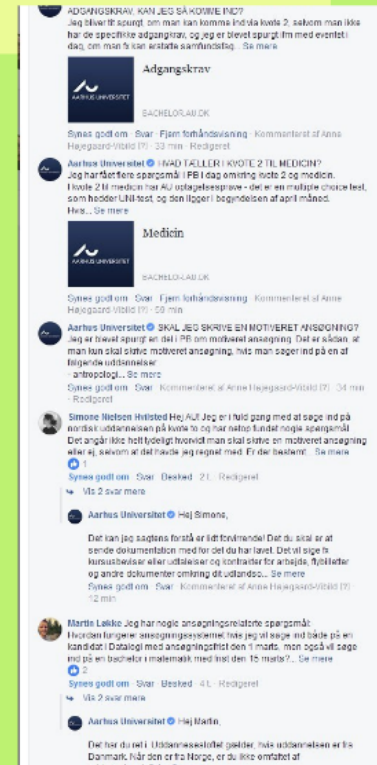 ADGANGSKRAV, KAN JEG SÅ KOMME IND?
Jeg bliver tit spurgt, om man kan komme ind via kvote 2, selvom man ikke
har de specifikke adgangkrav, og jeg er blevet spurgt ifm med eventet i
dag, om man fx kan erstatte samfundsfag... Se mere
Adgangskrav
AARHUS UNIVERSITET
BACHELOR.AU.DK
Synes godt om · Svar · Fjern forhåndsvisning · Kommenteret af Anne
Højegaard-Vibild [?] · 33 min · Redigeret
Aarhus Universitet HVAD TÆLLER I KVOTE 2 TIL MEDICIN?
Jeg har fået flere spørgsmål i PB i dag omkring kvote 2 og medicin.
I kvote 2 til medicin har AU optagelsesprøve - det er en multiple choice test,
som hedder UNI-test, og den ligger i begyndelsen af april måned.
Hvis... Se mere
Medicin
AARHUS UNIVERSITET
BACHELOR.AU.DK
Synes godt om · Svar · Fjern forhåndsvisning · Kommenteret af Anne
Højegaard-Vibild [?] · 59 min
Aarhus Universitet SKAL JEG SKRIVE EN MOTIVERET ANSØGNING?
Jeg er blevet spurgt en del i PB om motiveret ansøgning. Det er sådan, at
man kun skal skrive motiveret ansøgning, hvis man søger ind på en af
følgende uddannelser:
- antropologi... Se mere
Synes godt om · Svar · Kommenteret af Anne Højegaard-Vibild [?] · 34 min
· Redigeret
Simone Nielsen Hvilsted Hej AU! Jeg er i fuld gang med at søge ind på
nordisk uddannelsen på kvote to og har netop fundet nogle spørgsmål:
Det angår ikke helt tydeligt hvorvidt man skal skrive en motiveret ansøgning
eller ej, selvom at det havde jeg regnet med. Er der bestemt... Se mere
1
Synes godt om · Svar · Besked · 2 t. · Redigeret
Vis 2 svar mere
Aarhus Universitet Hej Simone,
Det kan jeg sagtens forstå er lidt forvirrende! Det du skal er at
sende dokumentation med for det du har lavet. Det vil sige fx
kursusbeviser eller udtalelser og kontrakter for arbejde, flybilletter
og andre dokumenter omkring dit udlandso... Se mere
Synes godt om · Svar · Kommenteret af Anne Højegaard-Vibild [?] ·
12 min
Martin Løkke Jeg har nogle ansøgningsrelaterte spørgsmål:
Hvordan fungerer ansøgningssystemet hvis jeg vil søge ind både på en
kandidat i Datalogi med ansøgningsfrist den 1 marts, men også vil søge
ind på en bachelor i matematik med frist den 15 marts?... Se mere
2
Synes godt om · Svar · Besked · 4 t. · Redigeret
Vis 2 svar mere
Aarhus Universitet Hej Martin,
Det har du ret i. Uddannelsesloftet gælder, hvis uddannelsen er fra
Danmark. Når den er fra Norge, er du ikke omfattet af